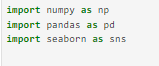 import numpy as np
import pandas as pd
import seaborn as sns